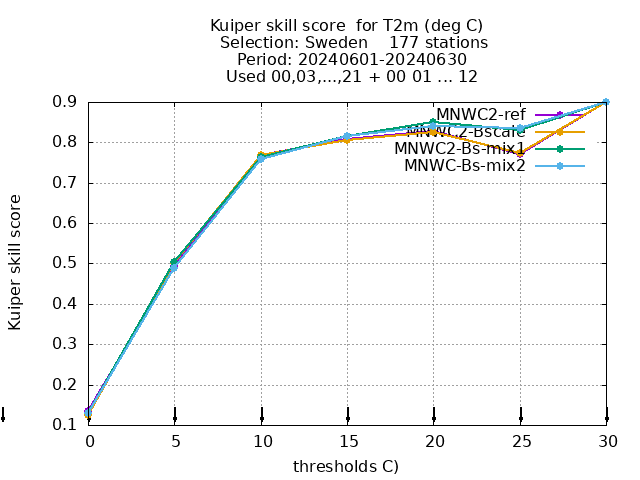 Kuiper skill score for T2m (deg C)
Selection: Sweden 177 stations
Period: 20240601-20240630
Used 00,03,...,21 + 00 01 ... 12
Kuiper skill score
0.9
0.8
0.7
0.6
0.5
0.4
0.3
0.2
0.1
MNWC2-ref
MNWC2-Bscale
MNWC2-Bs-mix1
MNWC-Bs-mix2
0 5 10 15 20 25 30
thresholds C)